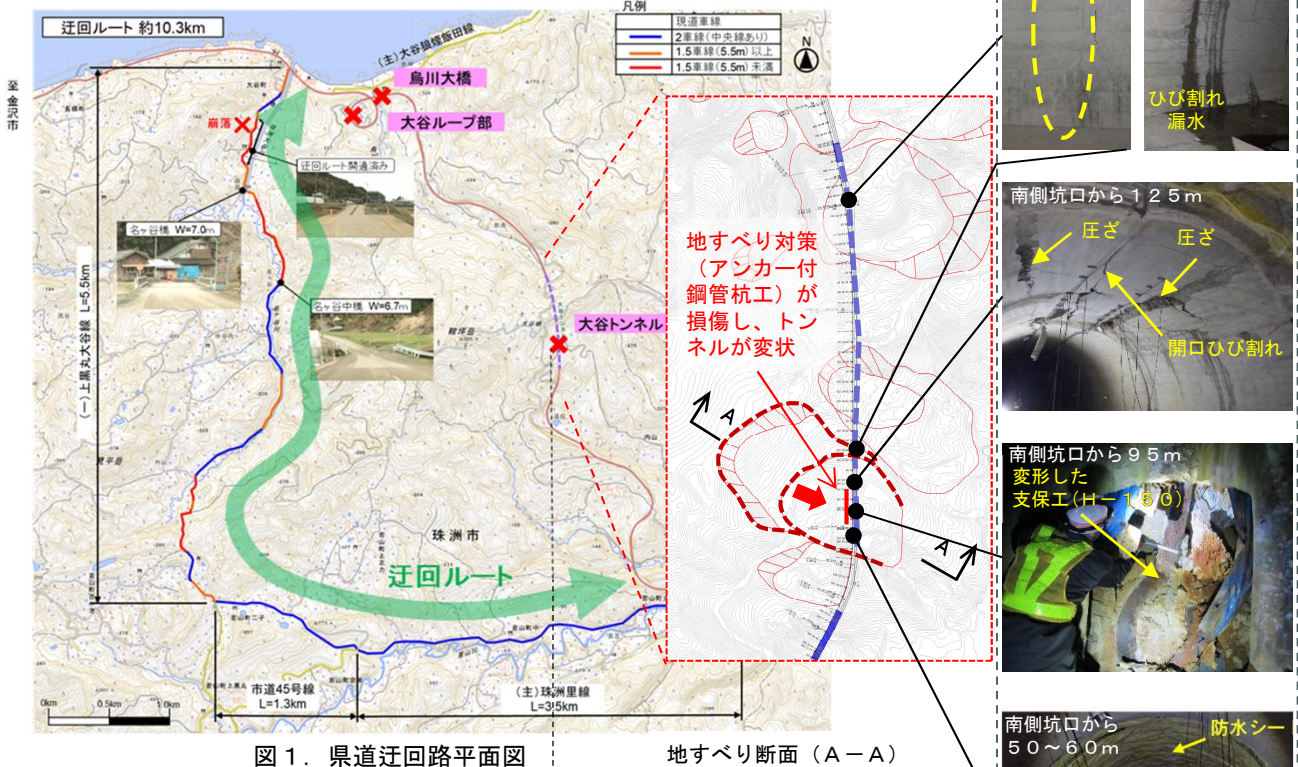 迂回ルート 約10.3km
凡例
現道車線
2車線(中央線あり)
1.5車線(5.5m)以上
1.5車線(5.5m)未満
N
至 金沢市
(主)大谷狼煙飯田線
烏川大橋
大谷ループ部
大谷町
崩落
迂回ルート開通済み
名ヶ谷橋 W=7.0m
名ヶ谷中橋 W=6.7m
大谷トンネル
(一)上黒丸大谷線 L=5.5km
珠洲市
迂回ルート
若山町二子
市道45号線
L=1.3km
(主)珠洲里線
L=3.5km
0km
0.5km
1.0km
図1.県道迂回路平面図
地すべり対策
(アンカー付
鋼管杭工)が
損傷し、トン
ネルが変状
A
A
地すべり断面(A-A)
ひび割れ
漏水
南側坑口から125m
圧ざ
圧ざ
開口ひび割れ
南側坑口から95m
変形した
支保工(H-150)
南側坑口から
50~60m
防水シー